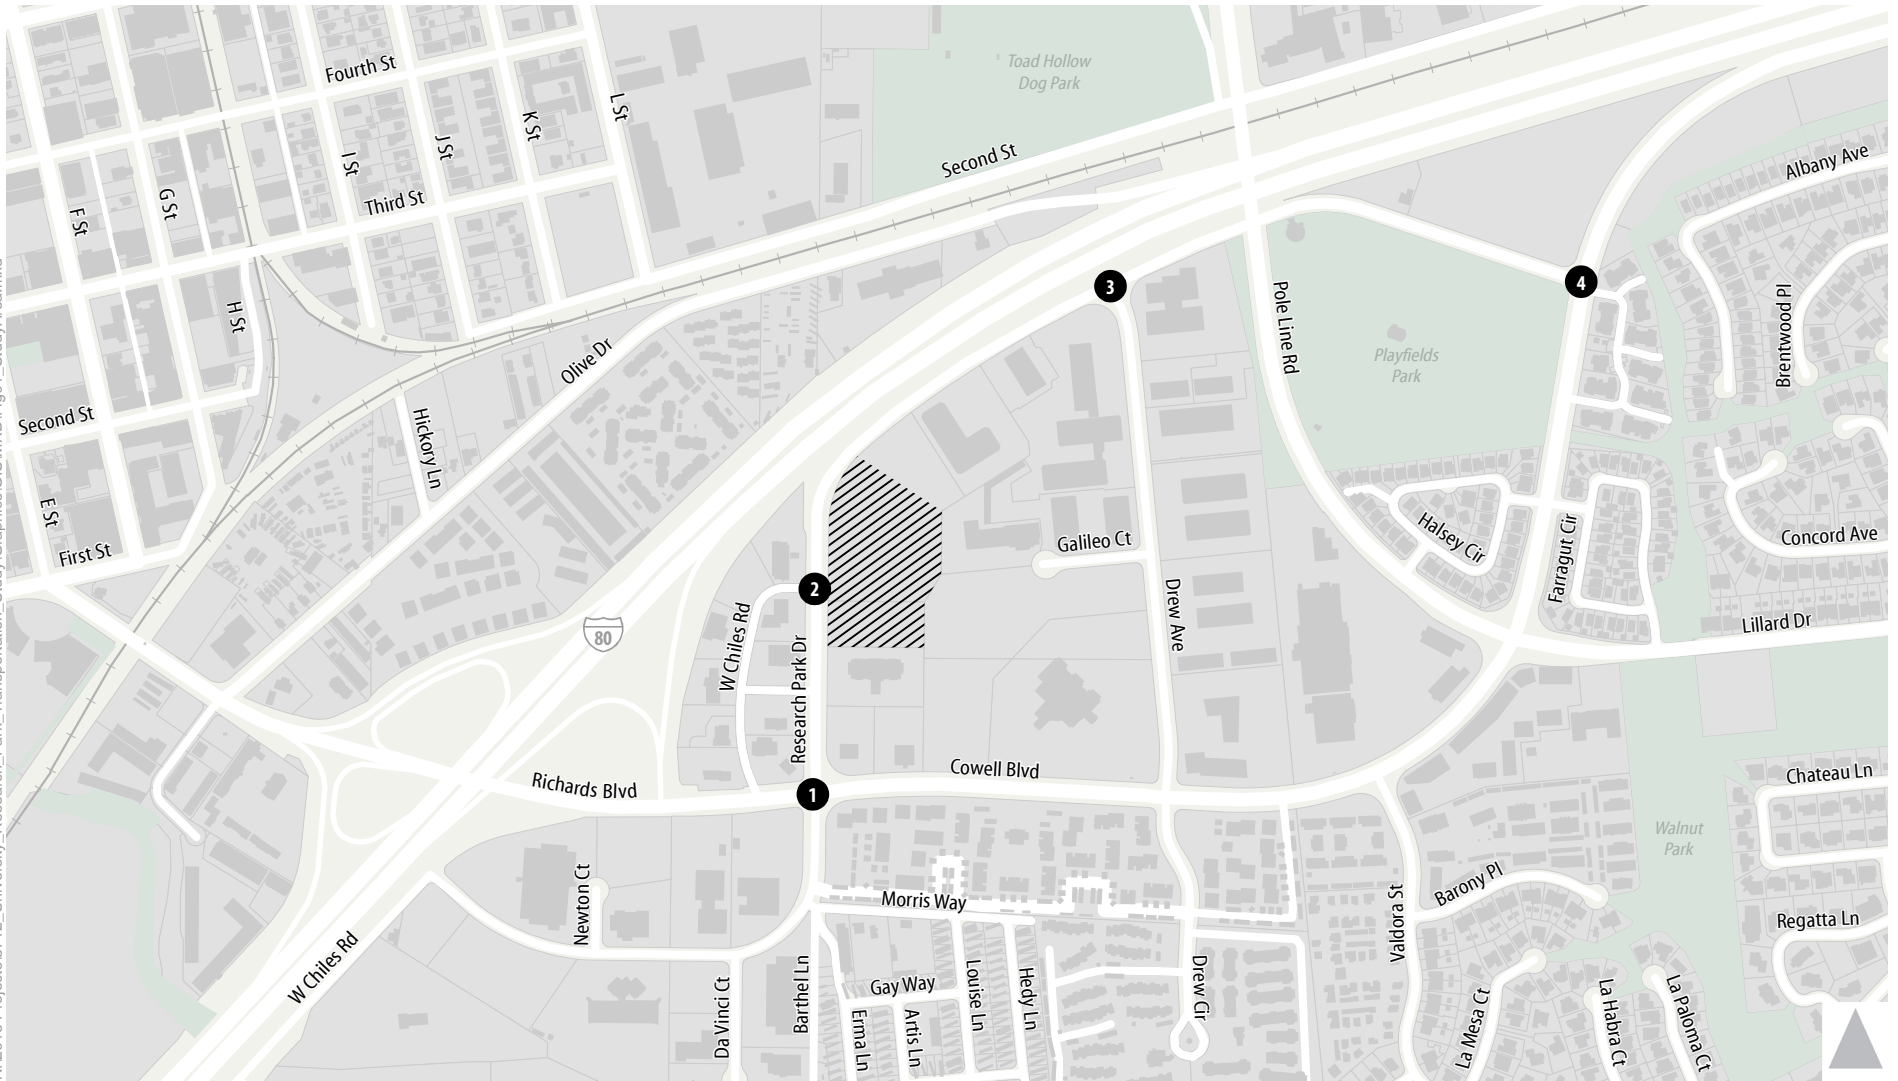 Fourth St
L St
K St
J St
I St
Third St
G St
F St
H St
Second St
E St
First St
Hickory Ln
Olive Dr
Second St
Toad Hollow
Dog Park
Pole Line Rd
Playfields
Park
Albany Ave
Brentwood Pl
Concord Ave
Halsey Cir
Farragut Cir
Lillard Dr
3
4
2
1
Galileo Ct
Drew Ave
80
W Chiles Rd
Research Park Dr
Richards Blvd
Cowell Blvd
Chateau Ln
Walnut
Park
Regatta Ln
Barony Pl
Valdora St
Morris Way
Newton Ct
W Chiles Rd
Da Vinci Ct
Barthel Ln
Gay Way
Erma Ln
Artis Ln
Louise Ln
Hedy Ln
Drew Cir
La Mesa Ct
La Habra Ct
La Paloma Ct